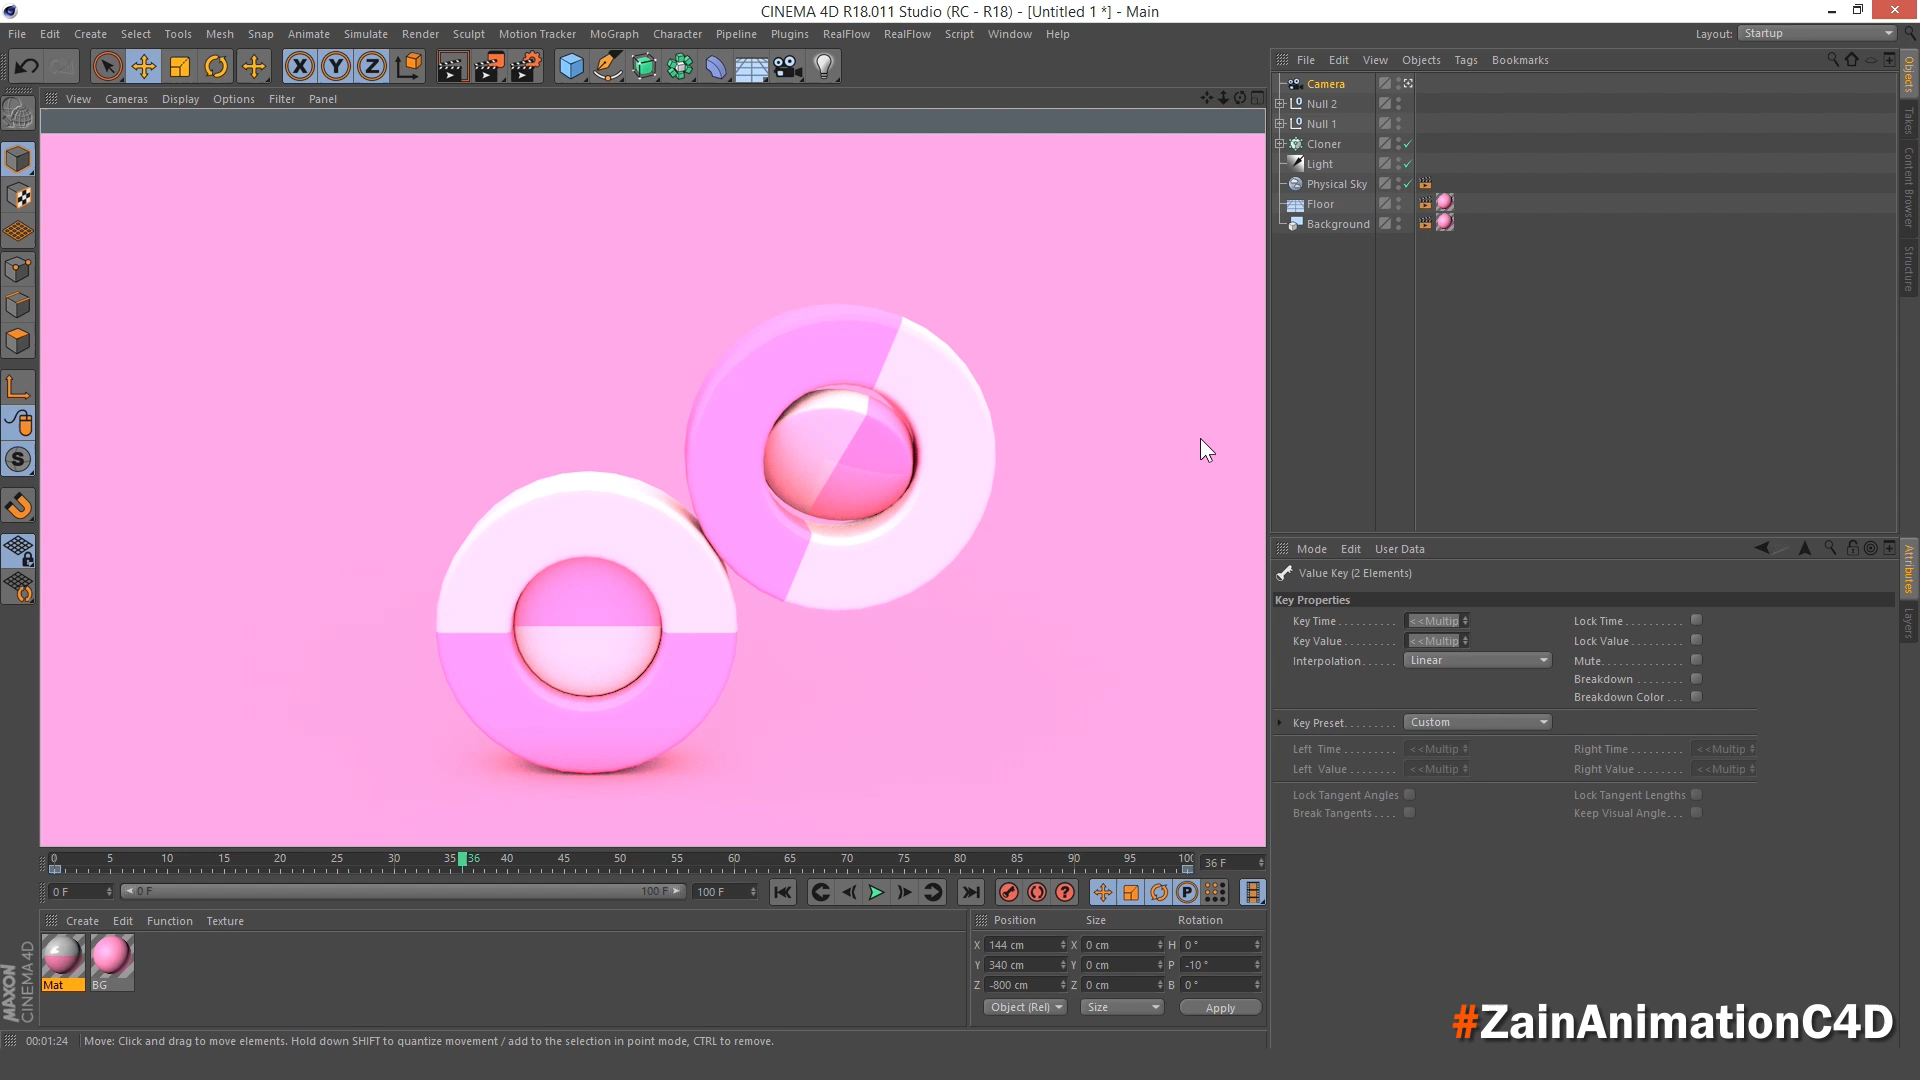 CINEMA 4D R18.011 Studio (RC - R18) - [Untitled 1 *] - Main
File Edit Create Select Tools Mesh Snap Animate Simulate Render Sculpt Motion Tracker MoGraph Character Pipeline Plugins RealFlow RealFlow Script Window Help
Layout: Startup
File Edit View Objects Tags Bookmarks
View Cameras Display Options Filter Panel
Camera
Null 2
Null 1
Cloner
Light
Physical Sky
Floor
Background
Objects
Takes
Content Browser
Structure
Mode Edit User Data
Value Key (2 Elements)
Key Properties
Key Time <<Multip Lock Time
Key Value <<Multip Lock Value
Interpolation Linear Mute
Breakdown
Breakdown Color
Key Preset Custom
Left Time <<Multip Right Time <<Multip
Left Value <<Multip Right Value <<Multip
Lock Tangent Angles Lock Tangent Lengths
Break Tangents Keep Visual Angle
Attributes
Layers
0 5 10 15 20 25 30 35 36 40 45 50 55 60 65 70 75 80 85 90 95 100 36 F
0 F 0 F 100 F 100 F
Create Edit Function Texture
Mat BG
Position Size Rotation
X 144 cm X 0 cm H 0 °
Y 340 cm Y 0 cm P -10 °
Z -800 cm Z 0 cm B 0 °
Object (Rel) Size Apply
MAXON
CINEMA 4D
#ZainAnimationC4D
00:01:24 Move: Click and drag to move elements. Hold down SHIFT to quantize movement / add to the selection in point mode, CTRL to remove.